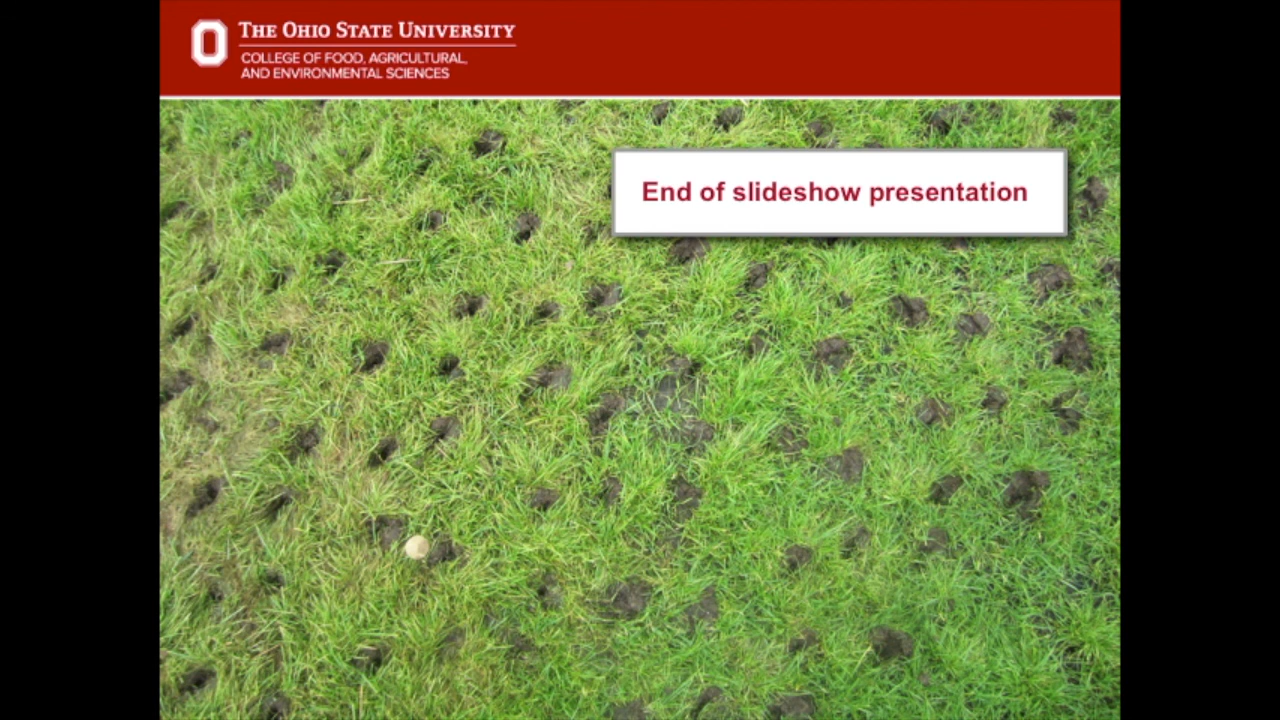 THE OHIO STATE UNIVERSITY
COLLEGE OF FOOD, AGRICULTURAL,
AND ENVIRONMENTAL SCIENCES
End of slideshow presentation